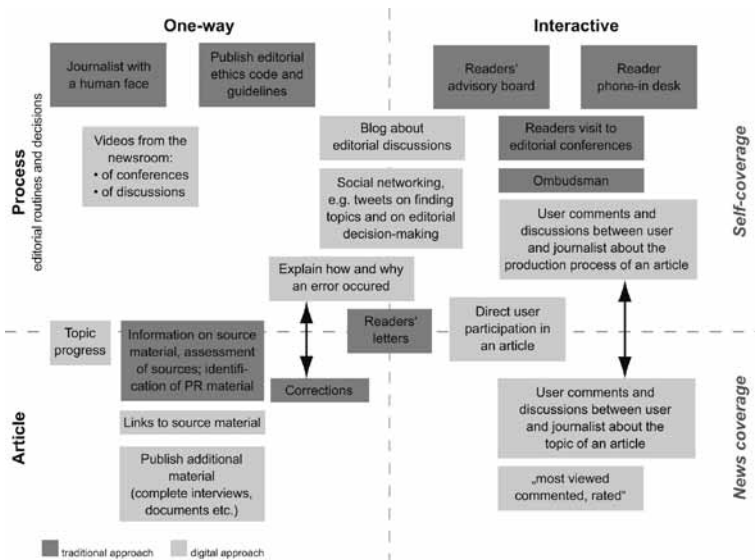 One-way
Interactive
Journalist with
a human face
Publish editorial
ethics code and
guidelines
Readers'
advisory board
Reader
phone-in desk
Process
editorial routines and decisions
Self-coverage
Videos from the
newsroom:
• of conferences
• of discussions
Blog about
editorial discussions
Readers visit to
editorial conferences
Social networking,
e.g. tweets on finding
topics and on editorial
decision-making
Ombudsman
User comments and
discussions between user
and journalist about the
production process of an article
Explain how and why
an error occured
Topic
progress
Information on source
material, assessment
of sources; identifi-
cation of PR material
Readers'
letters
Direct user
participation in
an article
Corrections
Article
News coverage
Links to source material
User comments and
discussions between user
and journalist about the
topic of an article
Publish additional
material
(complete interviews,
documents etc.)
„most viewed
commented, rated“
traditional approach
digital approach